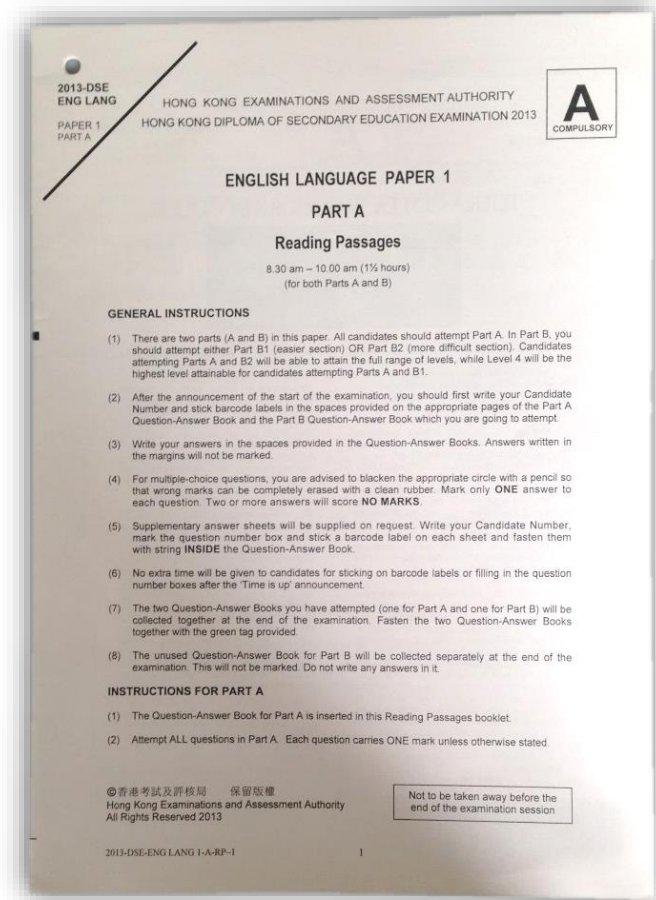 2013-DSE
ENG LANG
PAPER 1
PART A
HONG KONG EXAMINATIONS AND ASSESSMENT AUTHORITY
HONG KONG DIPLOMA OF SECONDARY EDUCATION EXAMINATION 2013
A
COMPULSORY
ENGLISH LANGUAGE PAPER 1
PART A
Reading Passages
8.30 am – 10.00 am (1½ hours)
(for both Parts A and B)
GENERAL INSTRUCTIONS
(1) There are two parts (A and B) in this paper. All candidates should attempt Part A. In Part B, you
should attempt either Part B1 (easier section) OR Part B2 (more difficult section). Candidates
attempting Parts A and B2 will be able to attain the full range of levels, while Level 4 will be the
highest level attainable for candidates attempting Parts A and B1.
(2) After the announcement of the start of the examination, you should first write your Candidate
Number and stick barcode labels in the spaces provided on the appropriate pages of the Part A
Question-Answer Book and the Part B Question-Answer Book which you are going to attempt.
(3) Write your answers in the spaces provided in the Question-Answer Books. Answers written in
the margins will not be marked.
(4) For multiple-choice questions, you are advised to blacken the appropriate circle with a pencil so
that wrong marks can be completely erased with a clean rubber. Mark only ONE answer to
each question. Two or more answers will score NO MARKS.
(5) Supplementary answer sheets will be supplied on request. Write your Candidate Number,
mark the question number box and stick a barcode label on each sheet and fasten them
with string INSIDE the Question-Answer Book.
(6) No extra time will be given to candidates for sticking on barcode labels or filling in the question
number boxes after the 'Time is up' announcement.
(7) The two Question-Answer Books you have attempted (one for Part A and one for Part B) will be
collected together at the end of the examination. Fasten the two Question-Answer Books
together with the green tag provided.
(8) The unused Question-Answer Book for Part B will be collected separately at the end of the
examination. This will not be marked. Do not write any answers in it.
INSTRUCTIONS FOR PART A
(1) The Question-Answer Book for Part A is inserted in this Reading Passages booklet.
(2) Attempt ALL questions in Part A. Each question carries ONE mark unless otherwise stated.
©香港考試及評核局 保留版權
Hong Kong Examinations and Assessment Authority
All Rights Reserved 2013
Not to be taken away before the
end of the examination session
2013-DSE-ENG LANG 1-A-RP–1
1